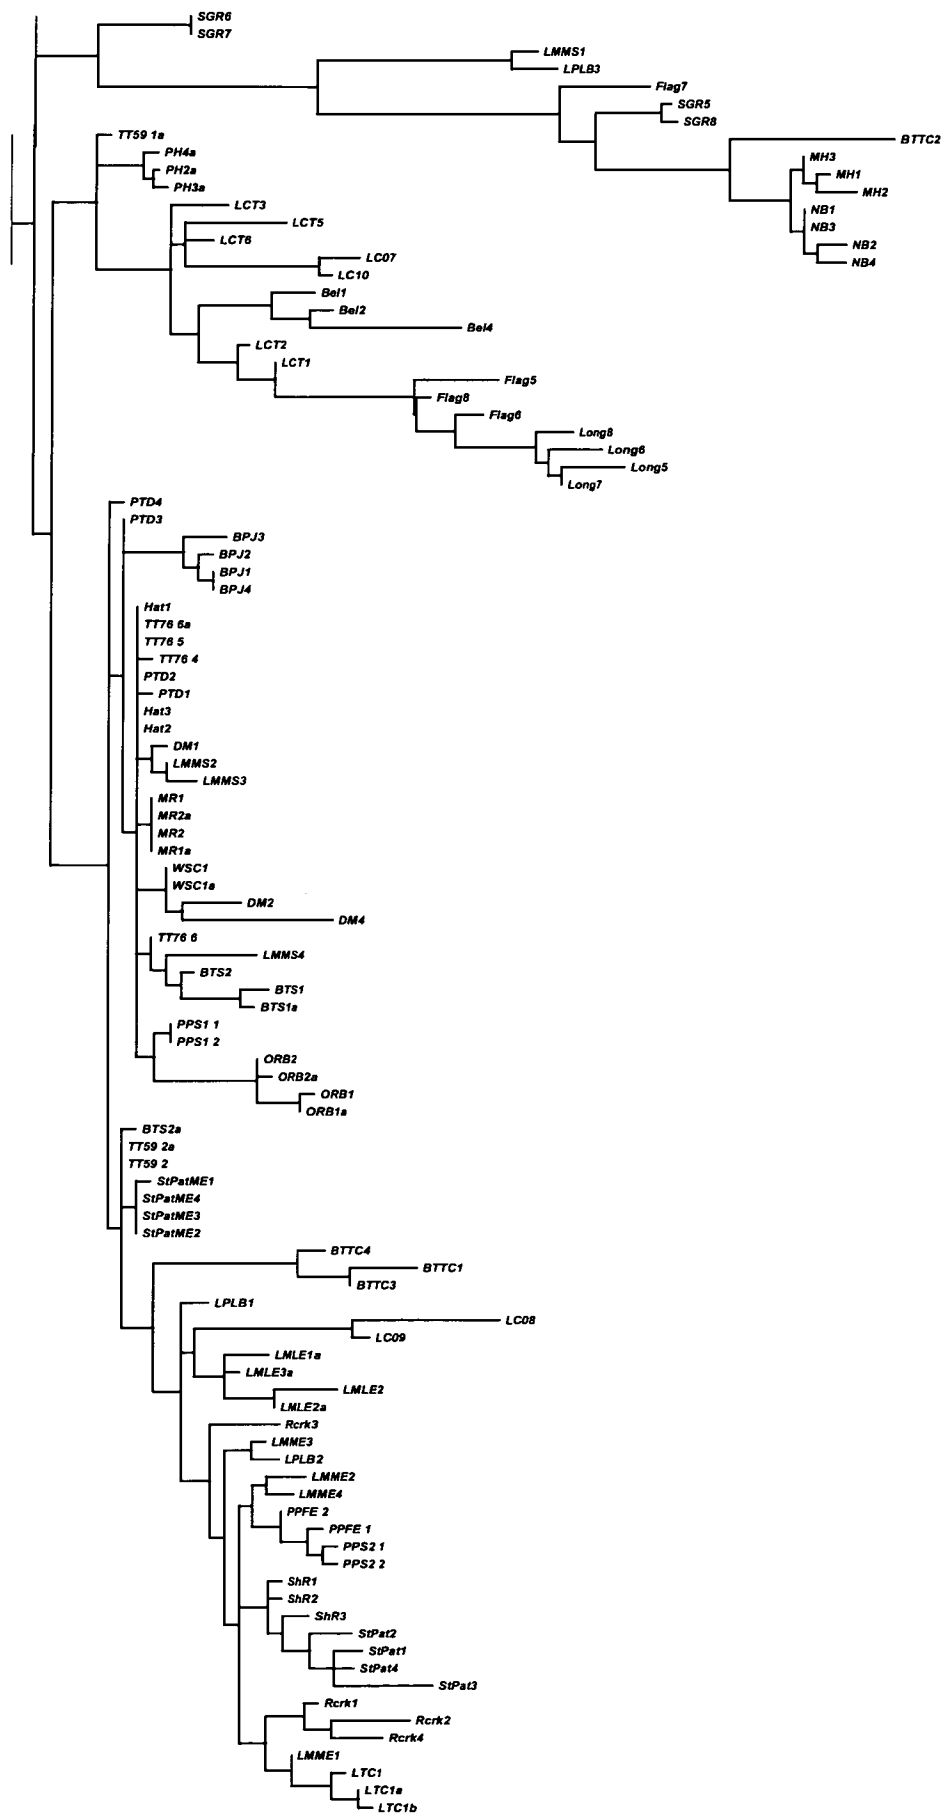 SGR6
SGR7
LMMS1
LPLB3
Flag7
SGR5
SGR8
BTTC2
MH3
MH1
MH2
NB1
NB3
NB2
NB4
TT59 1a
PH4a
PH2a
PH3a
LCT3
LCT5
LCT6
LC07
LC10
Bel1
Bel2
Bel4
LCT2
LCT1
Flag5
Flag8
Flag6
Long8
Long6
Long5
Long7
PTD4
PTD3
BPJ3
BPJ2
BPJ1
BPJ4
Hat1
TT76 6a
TT76 5
TT76 4
PTD2
PTD1
Hat3
Hat2
DM1
LMMS2
LMMS3
MR1
MR2a
MR2
MR1a
WSC1
WSC1a
DM2
DM4
TT76 6
LMMS4
BTS2
BTS1
BTS1a
PPS1 1
PPS1 2
ORB2
ORB2a
ORB1
ORB1a
BTS2a
TT59 2a
TT59 2
StPatME1
StPatME4
StPatME3
StPatME2
BTTC4
BTTC1
BTTC3
LPLB1
LC08
LC09
LMLE1a
LMLE3a
LMLE2
LMLE2a
Rcrk3
LMME3
LPLB2
LMME2
LMME4
PPFE 2
PPFE 1
PPS2 1
PPS2 2
ShR1
ShR2
ShR3
StPat2
StPat1
StPat4
StPat3
Rcrk1
Rcrk2
Rcrk4
LMME1
LTC1
LTC1a
LTC1b